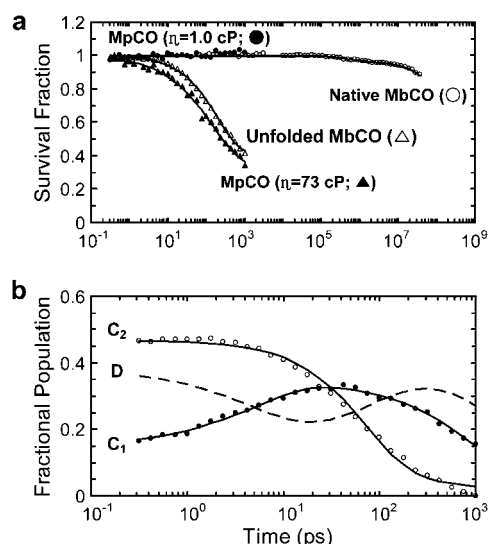 a
1.2
1
0.8
0.6
0.4
0.2
0
Survival Fraction
MpCO (η=1.0 cP; ●)
Native MbCO (○)
Unfolded MbCO (△)
MpCO (η=73 cP; ▲)
10⁻¹ 10¹ 10³ 10⁵ 10⁷ 10⁹
b
0.6
0.4
0.2
0
Fractional Population
C₂
D
C₁
10⁻¹ 10⁰ 10¹ 10² 10³
Time (ps)